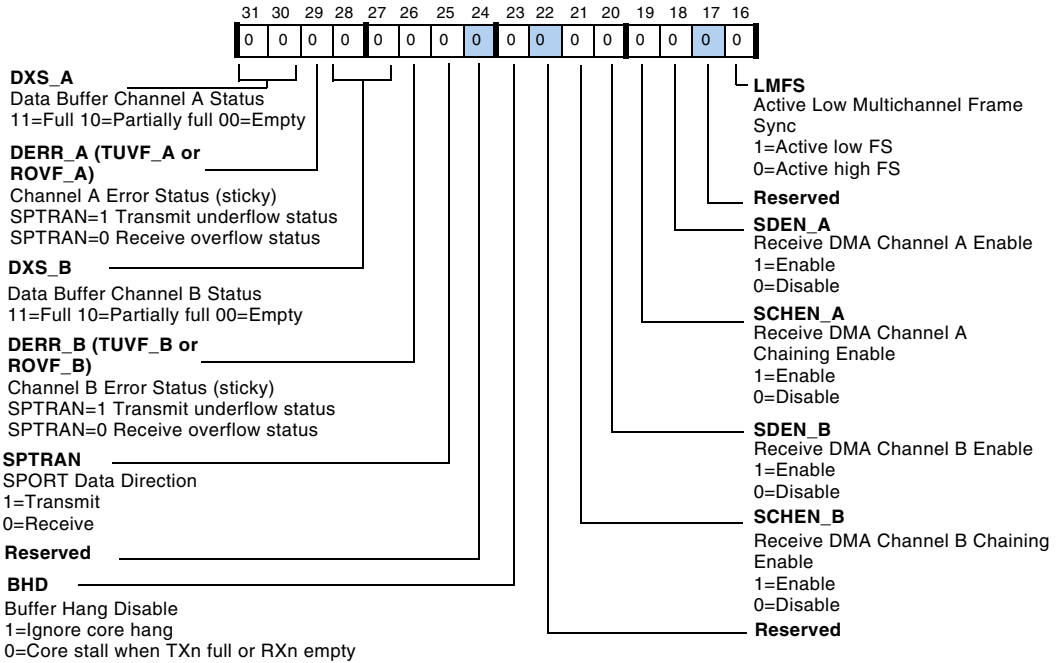 31 30 29 28 27 26 25 24 23 22 21 20 19 18 17 16
0 0 0 0 0 0 0 0 0 0 0 0 0 0 0 0
DXS_A
Data Buffer Channel A Status
11=Full 10=Partially full 00=Empty
DERR_A (TUVF_A or
ROVF_A)
Channel A Error Status (sticky)
SPTRAN=1 Transmit underflow status
SPTRAN=0 Receive overflow status
DXS_B
Data Buffer Channel B Status
11=Full 10=Partially full 00=Empty
DERR_B (TUVF_B or
ROVF_B)
Channel B Error Status (sticky)
SPTRAN=1 Transmit underflow status
SPTRAN=0 Receive overflow status
SPTRAN
SPORT Data Direction
1=Transmit
0=Receive
Reserved
BHD
Buffer Hang Disable
1=Ignore core hang
0=Core stall when TXn full or RXn empty
LMFS
Active Low Multichannel Frame
Sync
1=Active low FS
0=Active high FS
Reserved
SDEN_A
Receive DMA Channel A Enable
1=Enable
0=Disable
SCHEN_A
Receive DMA Channel A
Chaining Enable
1=Enable
0=Disable
SDEN_B
Receive DMA Channel B Enable
1=Enable
0=Disable
SCHEN_B
Receive DMA Channel B Chaining
Enable
1=Enable
0=Disable
Reserved